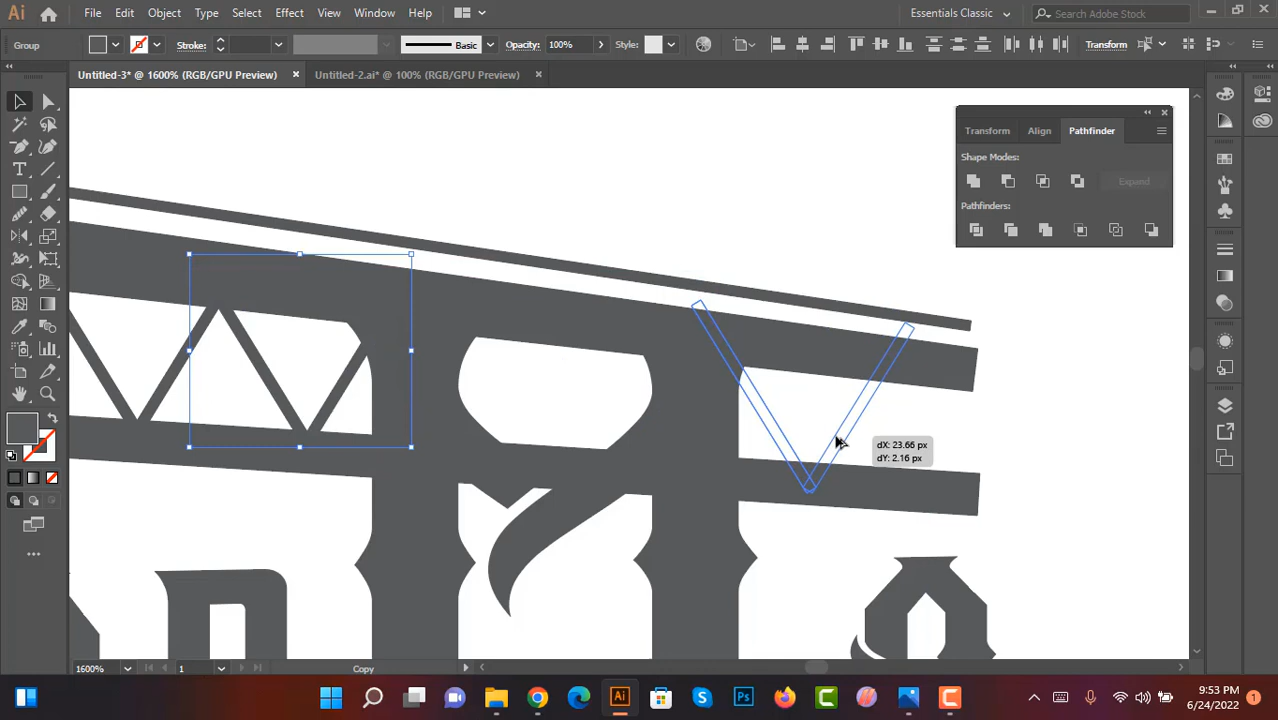 Ai File Edit Object Type Select Effect View Window Help Essentials Classic Search Adobe Stock
Group Stroke: Basic Opacity: 100% Style: Transform
Untitled-3* @ 1600% (RGB/GPU Preview) × Untitled-2.ai* @ 100% (RGB/GPU Preview) ×
Transform Align Pathfinder
Shape Modes:
Expand
Pathfinders:
dX: 23.66 px
dY: 2.16 px
1600% 1 Copy
9:53 PM
6/24/2022